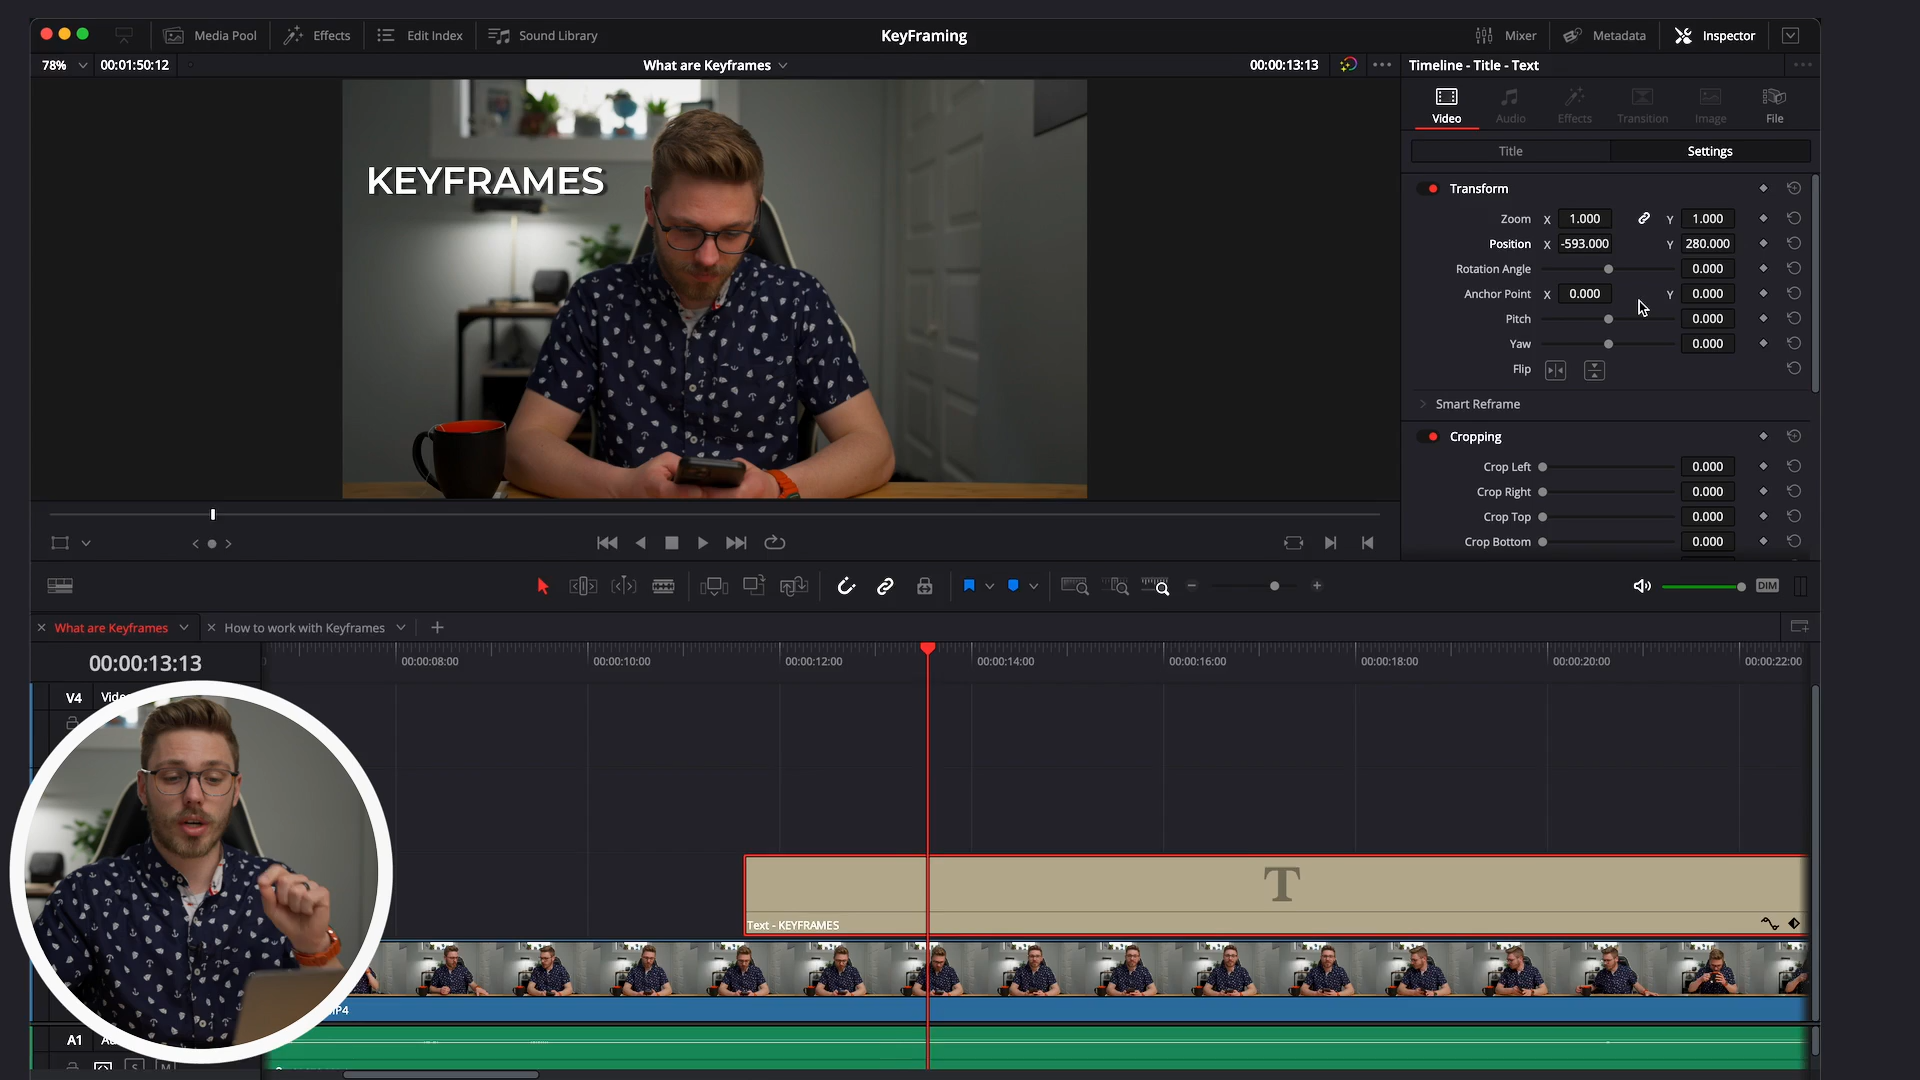 Media Pool
Effects
Edit Index
Sound Library
KeyFraming
Mixer
Metadata
Inspector
78%
00:01:50:12
What are Keyframes
00:00:13:13
Timeline - Title - Text
Video
Audio
Effects
Transition
Image
File
Title
Settings
KEYFRAMES
Transform
Zoom X 1.000 Y 1.000
Position X -593.000 Y 280.000
Rotation Angle 0.000
Anchor Point X 0.000 Y 0.000
Pitch 0.000
Yaw 0.000
Flip
Smart Reframe
Cropping
Crop Left 0.000
Crop Right 0.000
Crop Top 0.000
Crop Bottom 0.000
DIM
What are Keyframes
How to work with Keyframes
00:00:13:13
00:00:08:00
00:00:10:00
00:00:12:00
00:00:14:00
00:00:16:00
00:00:18:00
00:00:20:00
00:00:22:00
V4
T
Text - KEYFRAMES
A1
S
M